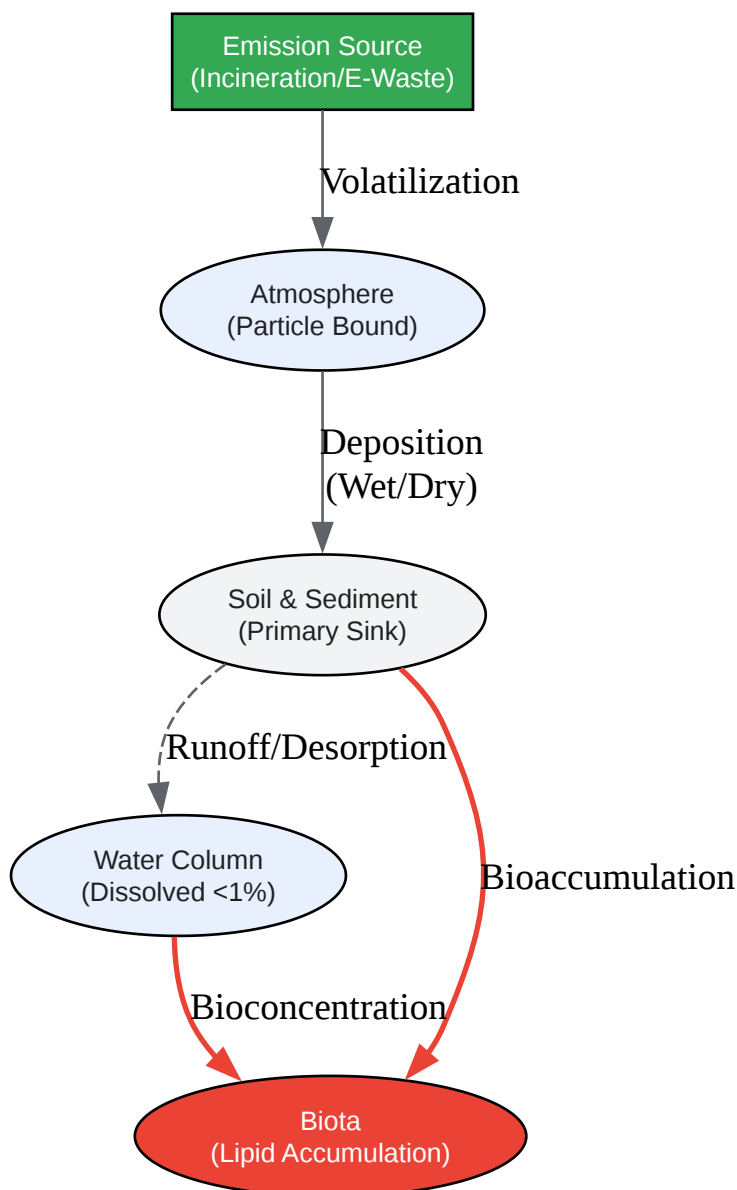 Emission Source
(Incineration/E-Waste)
Volatilization
Atmosphere
(Particle Bound)
Deposition
(Wet/Dry)
Soil & Sediment
(Primary Sink)
Runoff/Desorption
Water Column
(Dissolved <1%)
Bioaccumulation
Bioconcentration
Biota
(Lipid Accumulation)